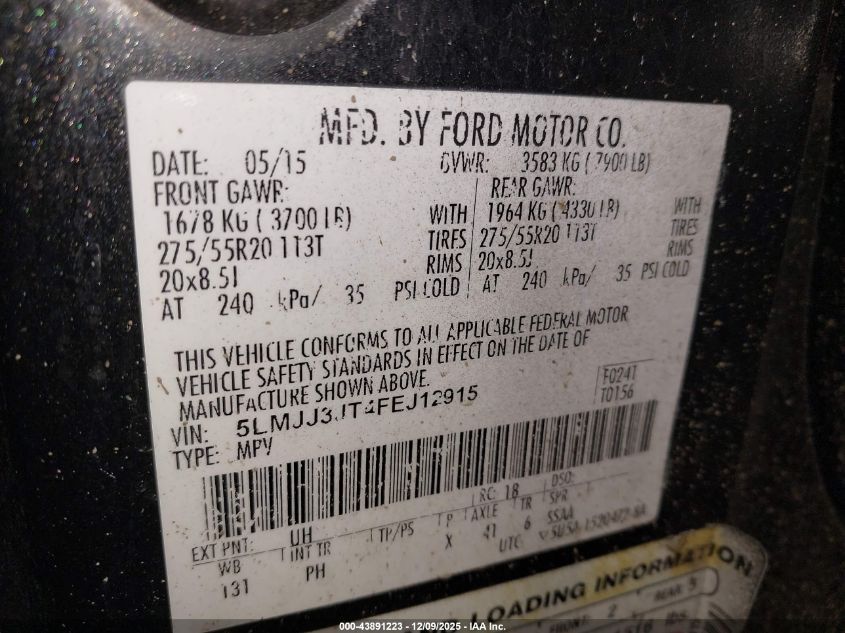 MFD. BY FORD MOTOR CO.
DATE: 05/15 GVWR: 3583 KG ( 7900 LB)
FRONT GAWR: REAR GAWR:
1678 KG ( 3700 LB) WITH 1964 KG ( 4330 LB) WITH
275/55R20 113T TIRES 275/55R20 113T TIRES
20x8.5J RIMS 20x8.5J RIMS
AT 240 kPa/ 35 PSI COLD AT 240 kPa/ 35 PSI COLD
THIS VEHICLE CONFORMS TO ALL APPLICABLE FEDERAL MOTOR
VEHICLE SAFETY STANDARDS IN EFFECT ON THE DATE OF
MANUFACTURE SHOWN ABOVE.
F0241
T0156
VIN: 5LMJJ3JT4FEJ12915
TYPE: MPV
EXT PNT: UH RC: 18 DSO:
WB INT TR TP/PS P AXLE TR SPR
131 PH X 41 6 SSAA
UTC
LOADING INFORMATION
FRONT 2 REAR 5
000-43891223 - 12/09/2025 - IAA Inc.